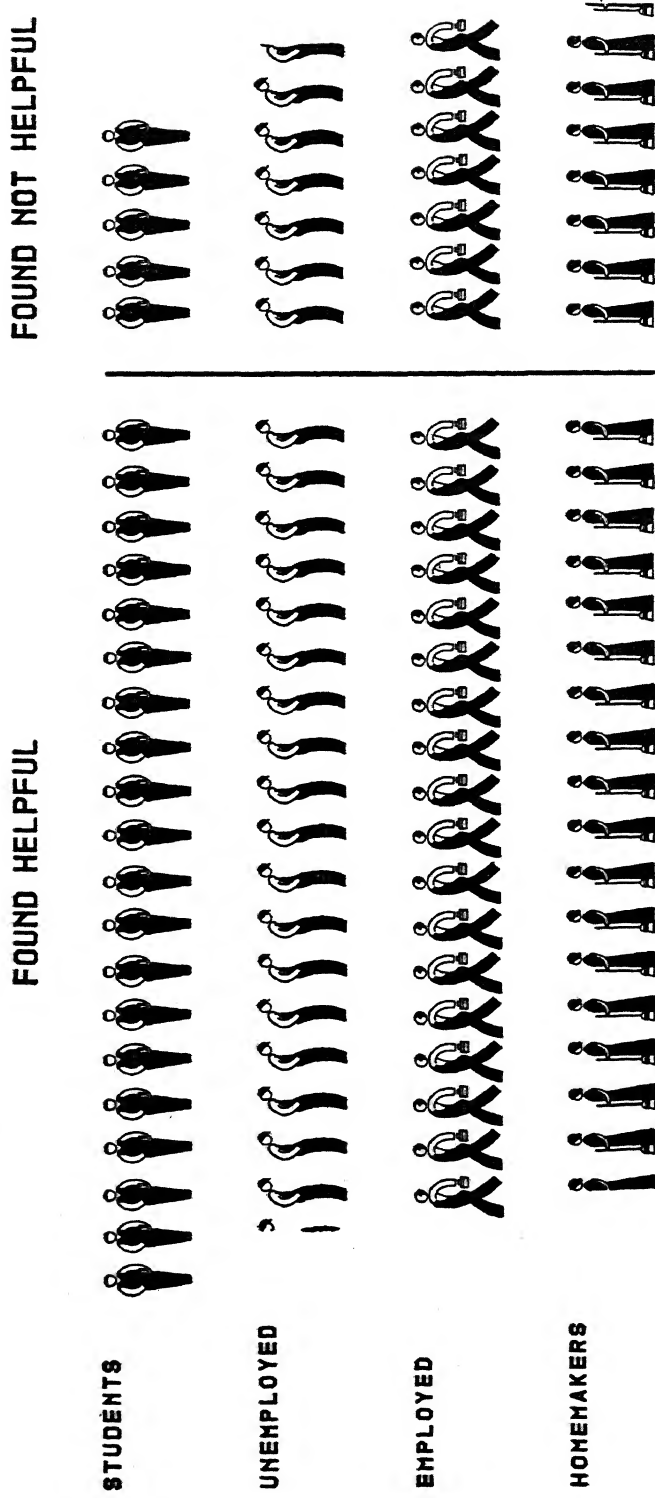 FOUND HELPFUL
FOUND NOT HELPFUL
STUDENTS
UNEMPLOYED
EMPLOYED
HOMEMAKERS